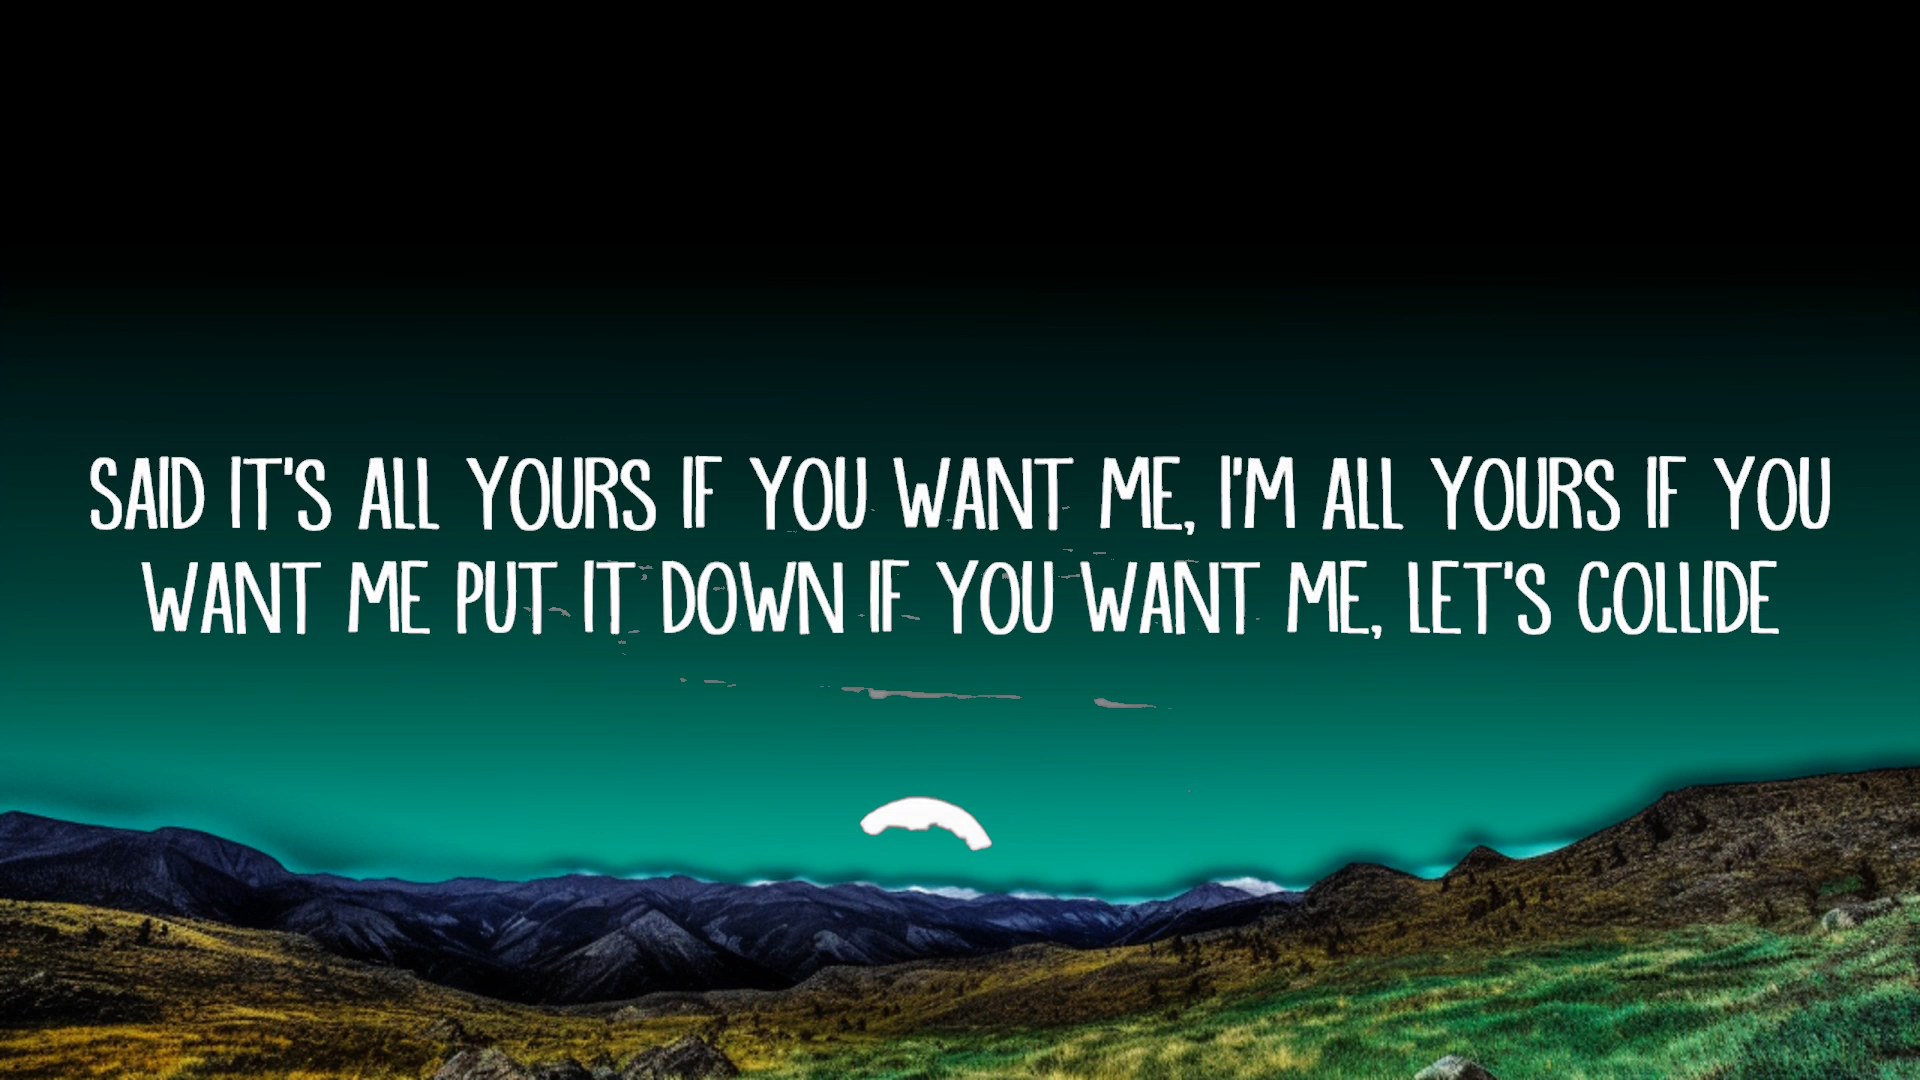 SAID IT'S ALL YOURS IF YOU WANT ME, I'M ALL YOURS IF YOU
WANT ME PUT IT DOWN IF YOU WANT ME, LET'S COLLIDE